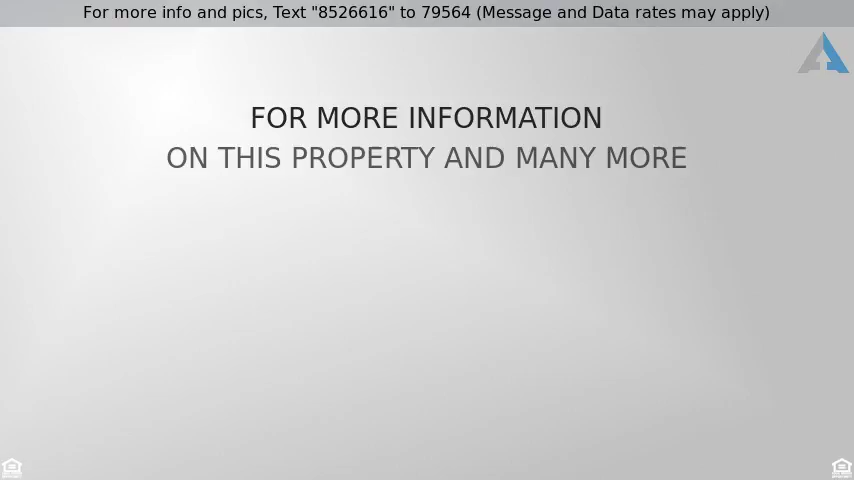 For more info and pics, Text "8526616" to 79564 (Message and Data rates may apply)
FOR MORE INFORMATION
ON THIS PROPERTY AND MANY MORE